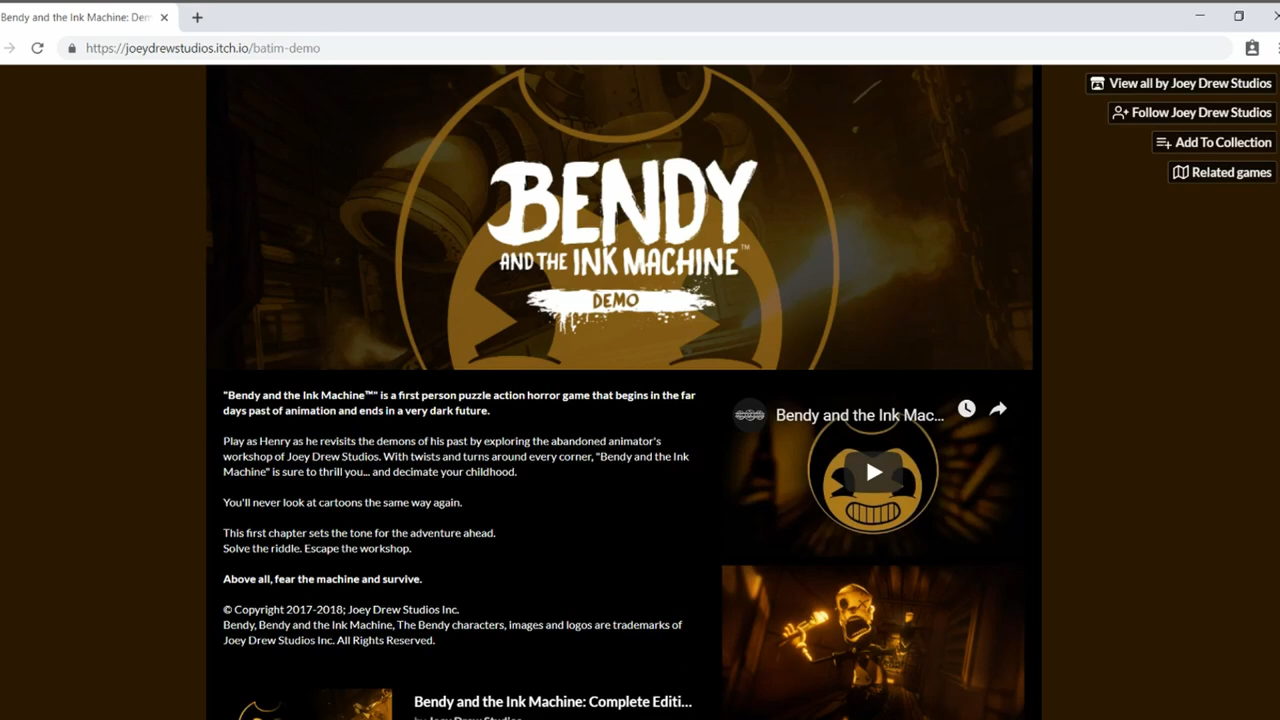 Bendy and the Ink Machine: Dem
https://joeydrewstudios.itch.io/batim-demo
View all by Joey Drew Studios
Follow Joey Drew Studios
Add To Collection
Related games
BENDY
AND THE INK MACHINE™
DEMO
"Bendy and the Ink Machine™" is a first person puzzle action horror game that begins in the far
days past of animation and ends in a very dark future.
Play as Henry as he revisits the demons of his past by exploring the abandoned animator's
workshop of Joey Drew Studios. With twists and turns around every corner, "Bendy and the Ink
Machine" is sure to thrill you... and decimate your childhood.
You'll never look at cartoons the same way again.
This first chapter sets the tone for the adventure ahead.
Solve the riddle. Escape the workshop.
Above all, fear the machine and survive.
© Copyright 2017-2018; Joey Drew Studios Inc.
Bendy, Bendy and the Ink Machine, The Bendy characters, images and logos are trademarks of
Joey Drew Studios Inc. All Rights Reserved.
Bendy and the Ink Mac...
Bendy and the Ink Machine: Complete Editi...
by Joey Drew Studios